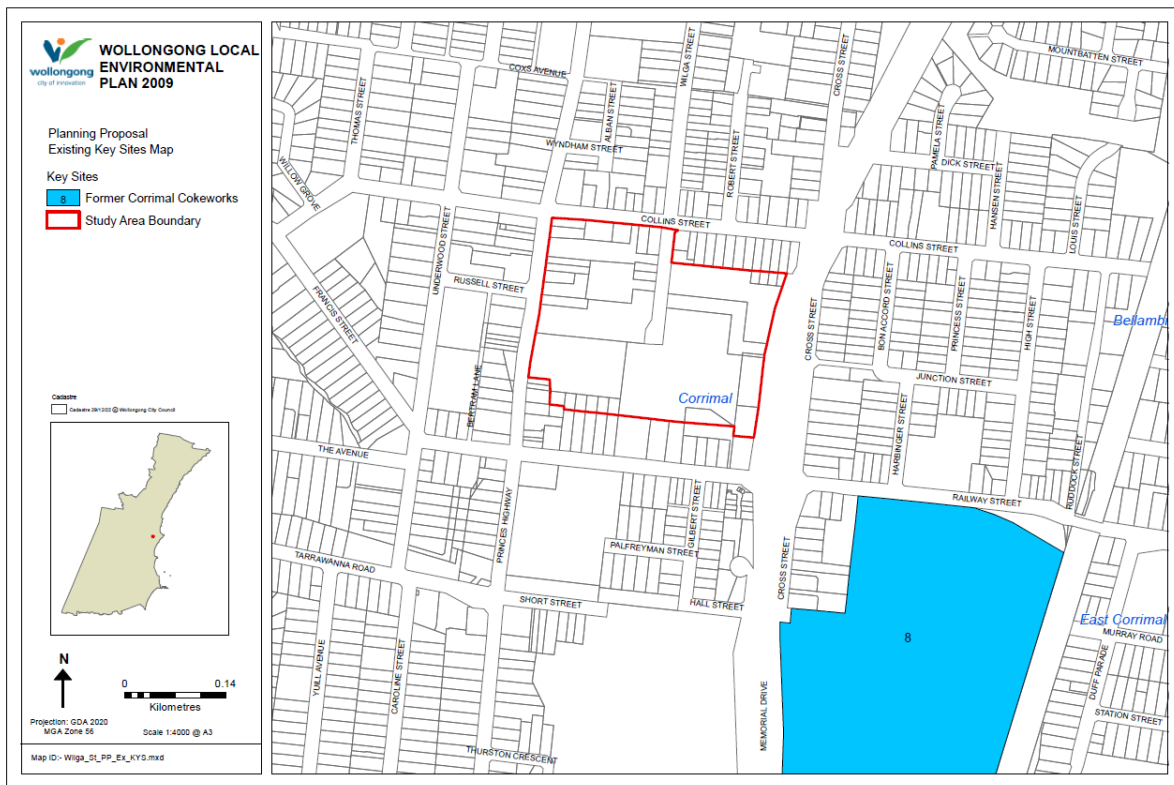 wollongong
city of innovation
WOLLONGONG LOCAL
ENVIRONMENTAL
PLAN 2009
Planning Proposal
Existing Key Sites Map
Key Sites
8 Former Corrimal Cokeworks
Study Area Boundary
Cadastre
Cadastre 29/12/22 @ Wollongong City Council
N
0 0.14
Kilometres
Projection: GDA 2020
MGA Zone 56
Scale 1:4000 @ A3
Map ID:- Wilga_St_PP_Ex_KYS.mxd
COXS AVENUE
THOMAS STREET
ALBAN STREET
WILGA STREET
CROSS STREET
MOUNTBATTEN STREET
WYNDHAM STREET
ROBERT STREET
PAMELA STREET
DICK STREET
WILLOW GROVE
HANSEN STREET
LOUIS STREET
UNDERWOOD STREET
COLLINS STREET
COLLINS STREET
RUSSELL STREET
FRANCIS STREET
CROSS STREET
BON ACCORD STREET
PRINCESS STREET
HIGH STREET
Bellambi
BERTRAM LANE
JUNCTION STREET
Corrimal
HARBINGER STREET
RUDDOCK STREET
THE AVENUE
RAILWAY STREET
PRINCES HIGHWAY
GILBERT STREET
PALFREYMAN STREET
TARRAWANNA ROAD
CROSS STREET
SHORT STREET
HALL STREET
East Corrimal
MURRAY ROAD
8
YUILL AVENUE
CAROLINE STREET
DUFF PARADE
MEMORIAL DRIVE
STATION STREET
THURSTON CRESCENT